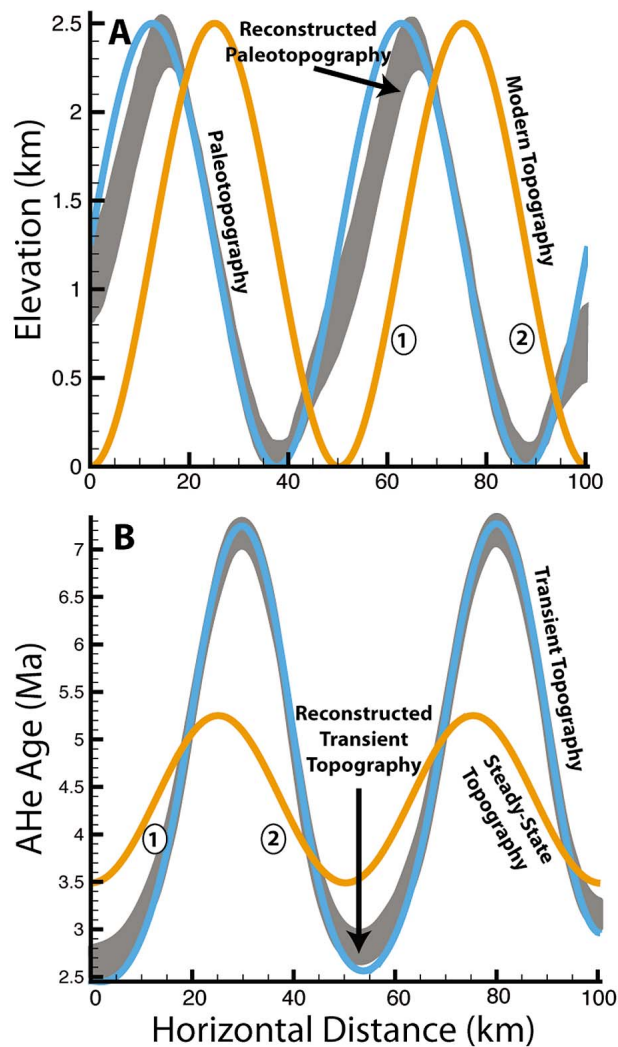 A
Reconstructed
Paleotopography
Paleotopography
Modern Topography
1
2
Elevation (km)
2.5
2
1.5
1
0.5
0
0 20 40 60 80 100
B
Reconstructed
Transient
Topography
Transient Topography
Steady-State
Topography
1
2
AHe Age (Ma)
7
6.5
6
5.5
5
4.5
4
3.5
3
2.5
0 20 40 60 80 100
Horizontal Distance (km)